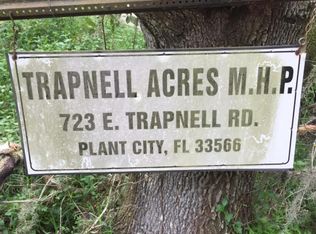 TRAPNELL ACRES M.H.P.
723 E. TRAPNELL RD.
PLANT CITY, FL 33566